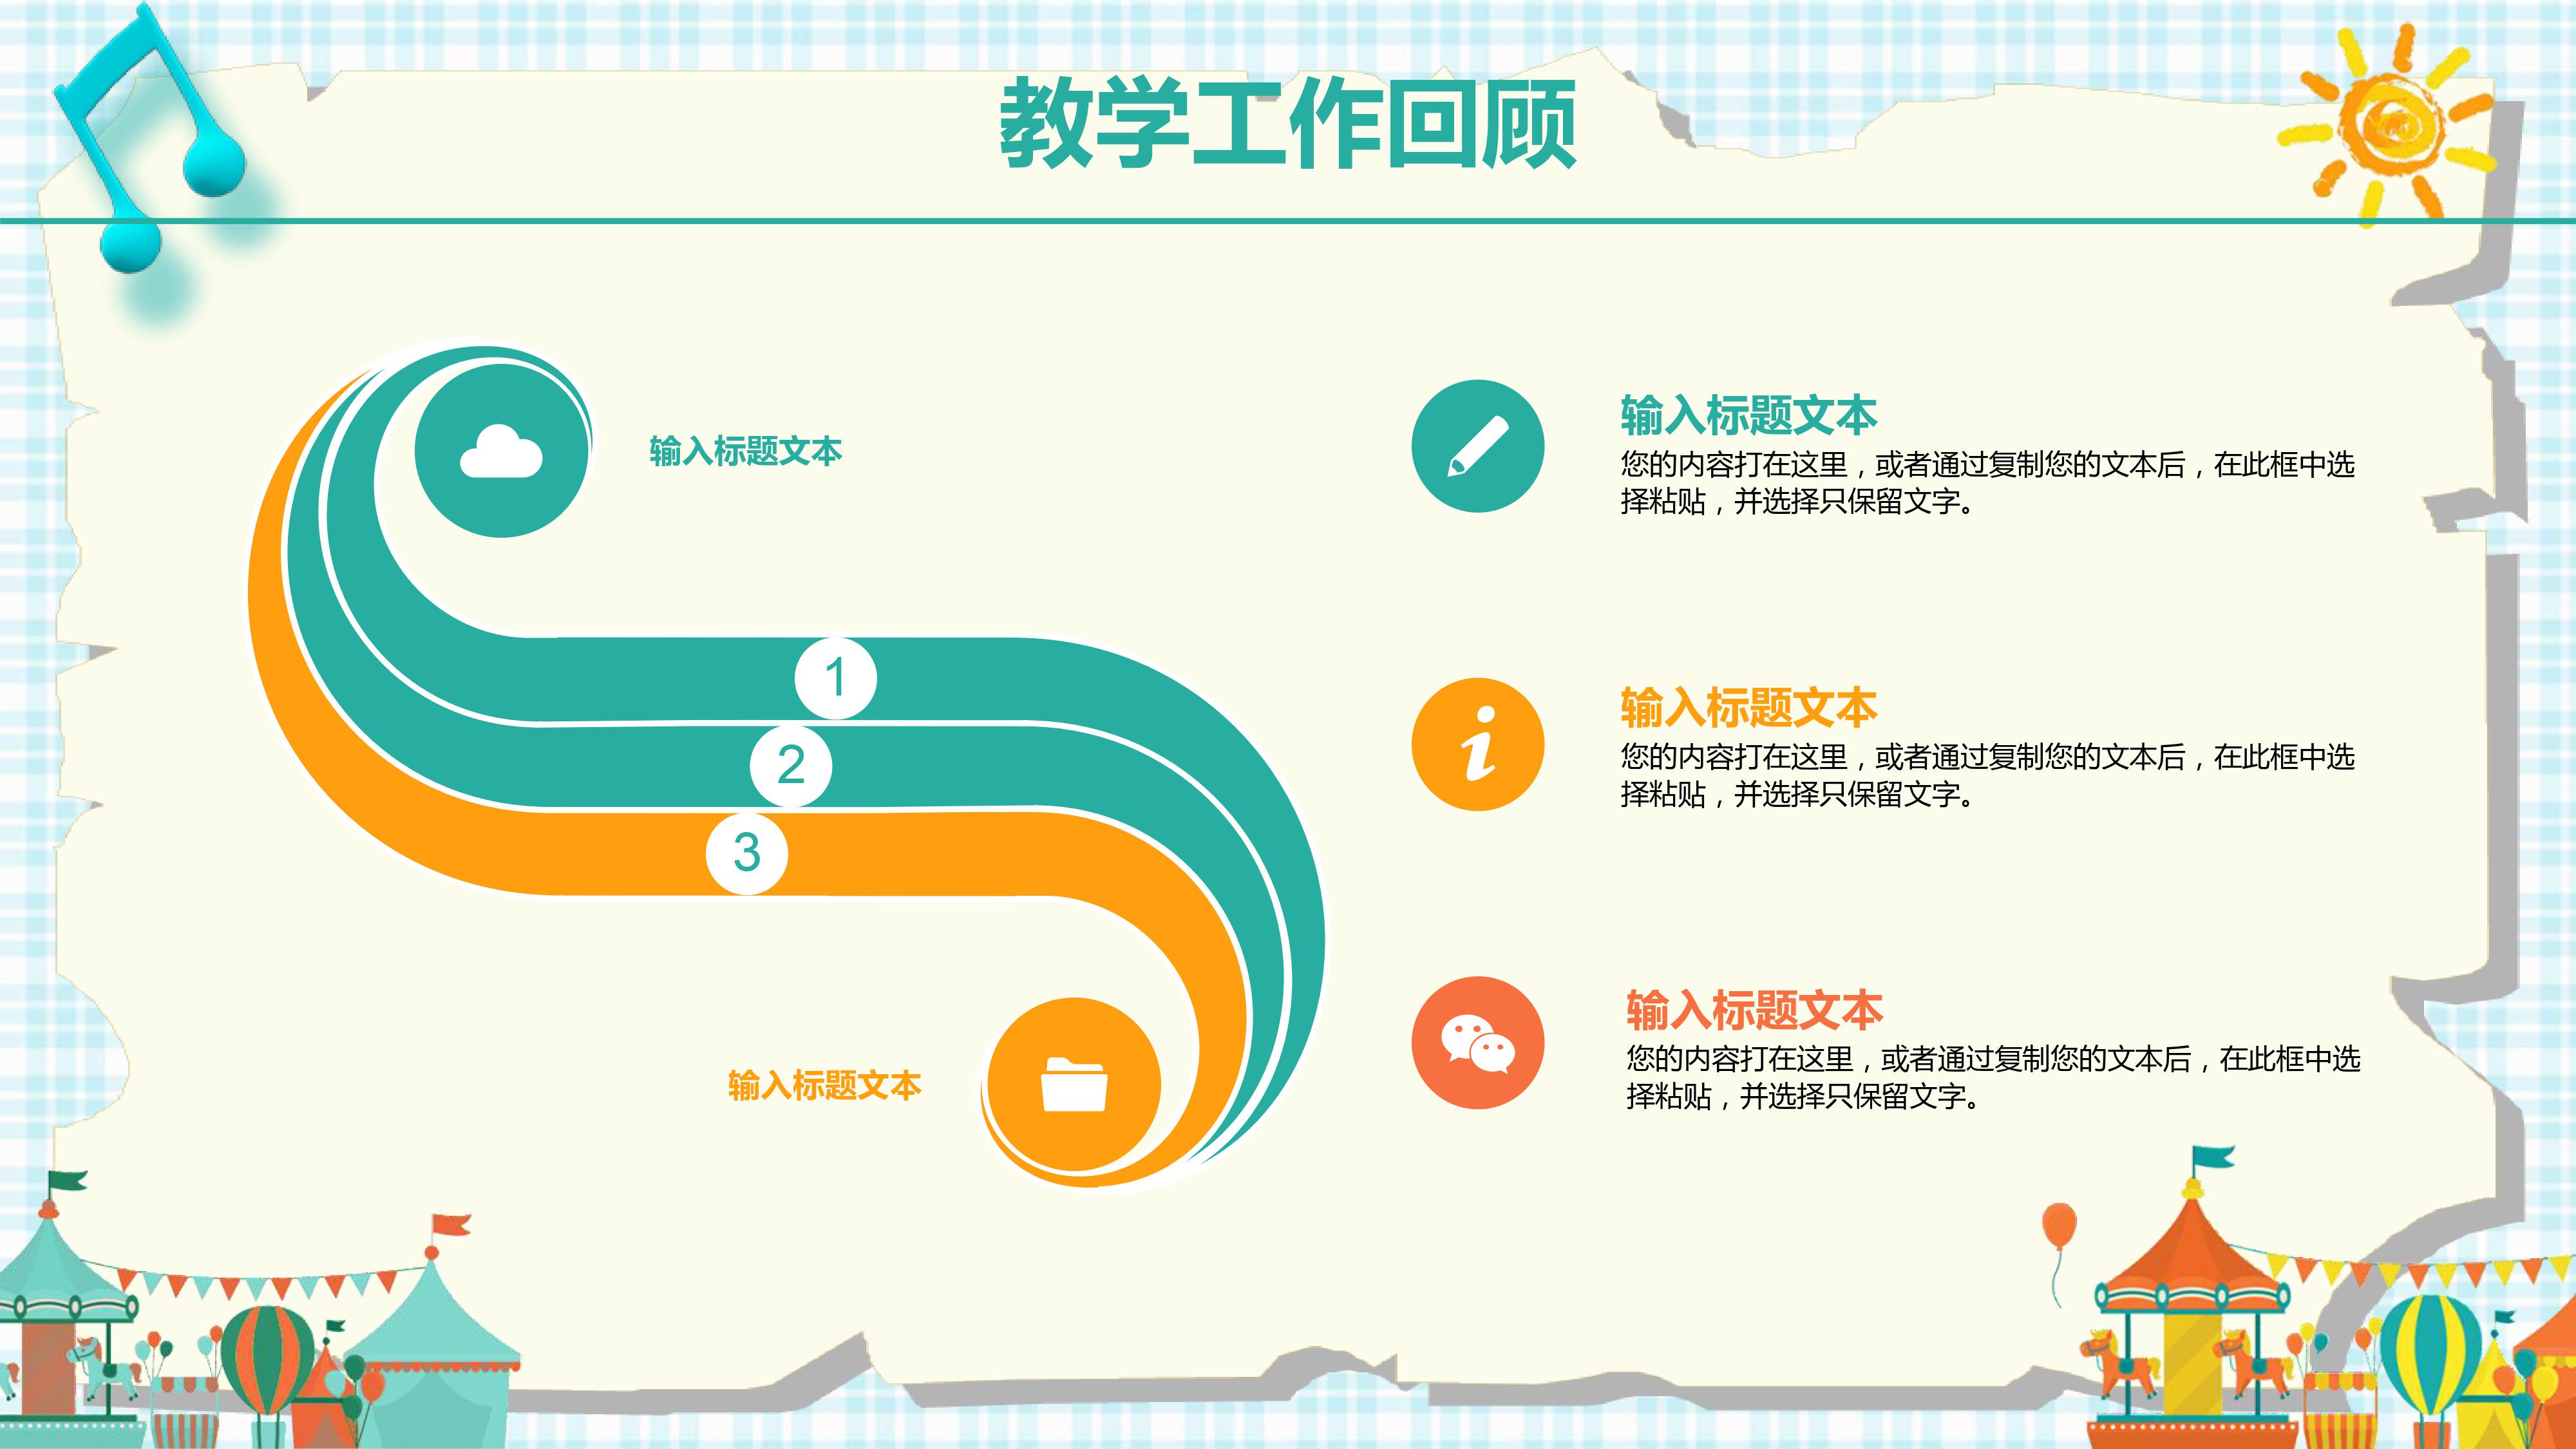 教学工作回顾
输入标题文本
1
2
3
输入标题文本
输入标题文本
您的内容打在这里，或者通过复制您的文本后，在此框中选
择粘贴，并选择只保留文字。
输入标题文本
您的内容打在这里，或者通过复制您的文本后，在此框中选
择粘贴，并选择只保留文字。
输入标题文本
您的内容打在这里，或者通过复制您的文本后，在此框中选
择粘贴，并选择只保留文字。